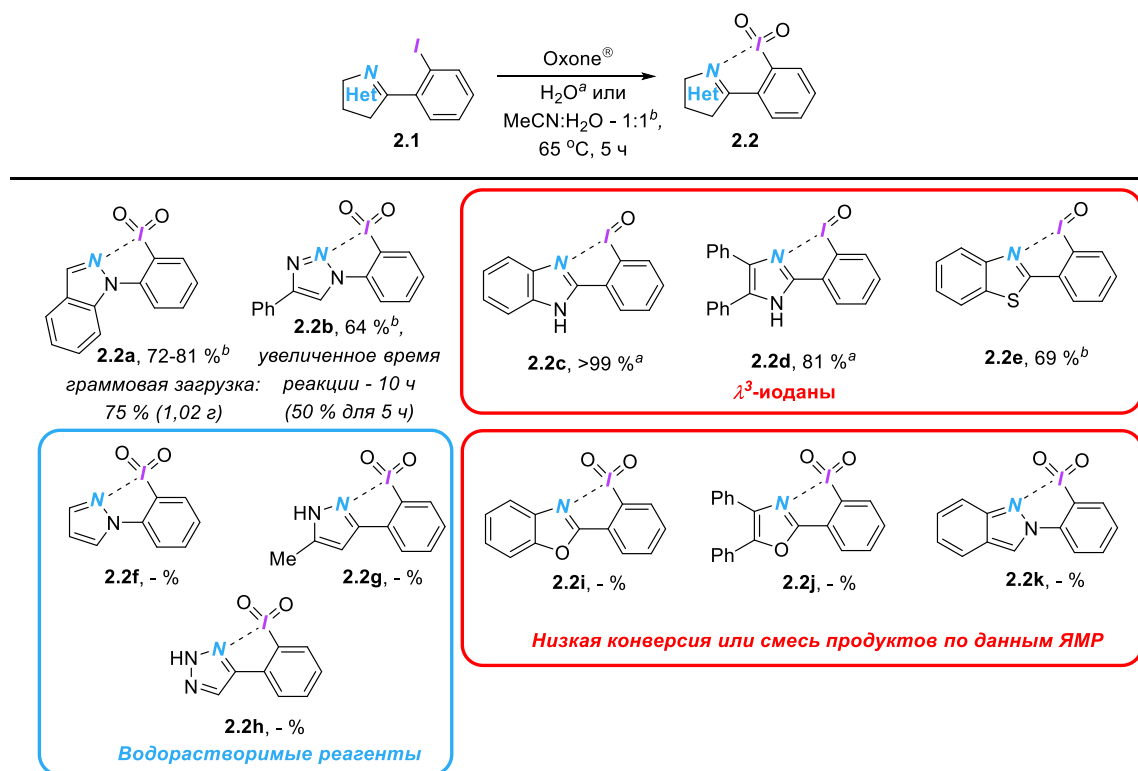 I
N
Het
2.1
Oxone®
H₂Oᵃ или
MeCN:H₂O - 1:1ᵇ,
65 °C, 5 ч
O O
I
N
Het
2.2
O O
I
N
N
2.2a, 72-81 %ᵇ
граммовая загрузка:
75 % (1,02 г)
O O
I
N
N
N
Ph
2.2b, 64 %ᵇ,
увеличенное время
реакции - 10 ч
(50 % для 5 ч)
O
I
N
NH
2.2c, >99 %ᵃ
O
I
Ph
N
Ph
NH
2.2d, 81 %ᵃ
O
I
N
S
2.2e, 69 %ᵇ
λ³-иоданы
O O
I
N
N
2.2f, - %
O O
I
HN
N
Me
2.2g, - %
O O
I
N
HN
N
2.2h, - %
Водорастворимые реагенты
O O
I
N
O
2.2i, - %
O O
I
Ph
N
Ph
O
2.2j, - %
O O
I
N
N
2.2k, - %
Низкая конверсия или смесь продуктов по данным ЯМР